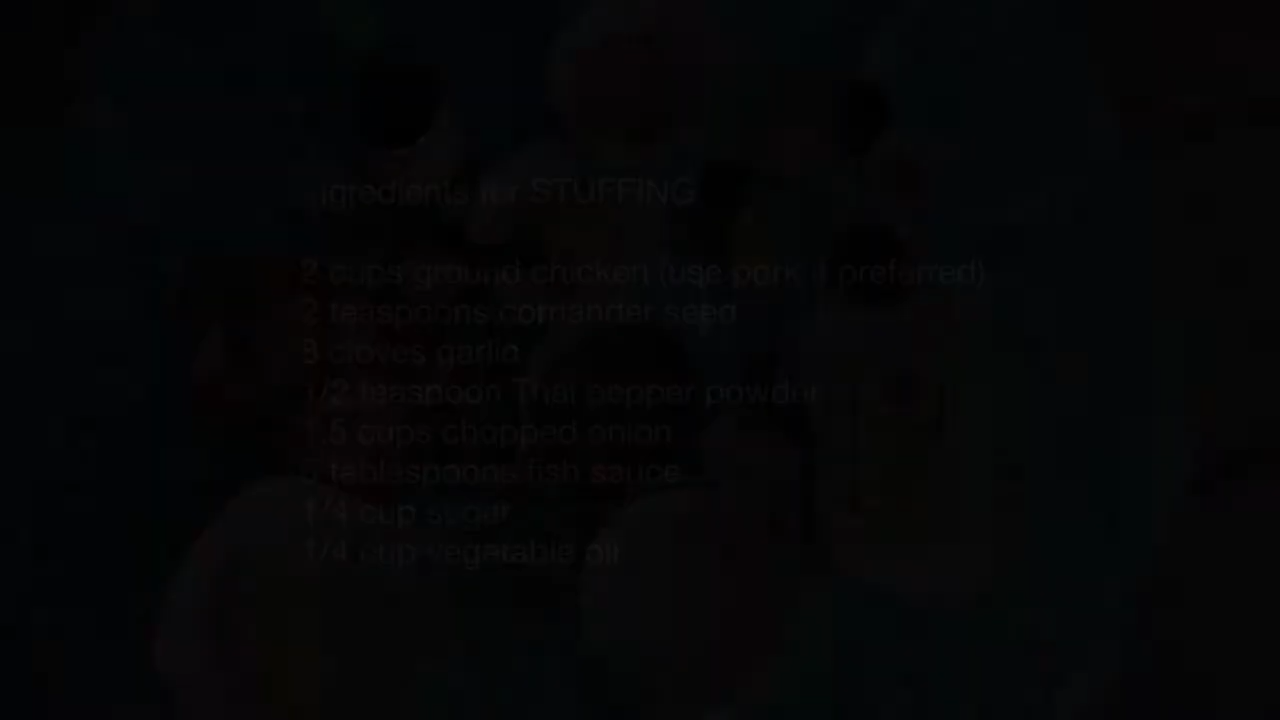 Ingredients for STUFFING
2 cups ground chicken (use pork if preferred)
2 teaspoons corriander seed
3 cloves garlic
1/2 teaspoon Thai pepper powder
1.5 cups chopped onion
tablespoons fish sauce
1/4 cup sugar
1/4 cup vegetable oil